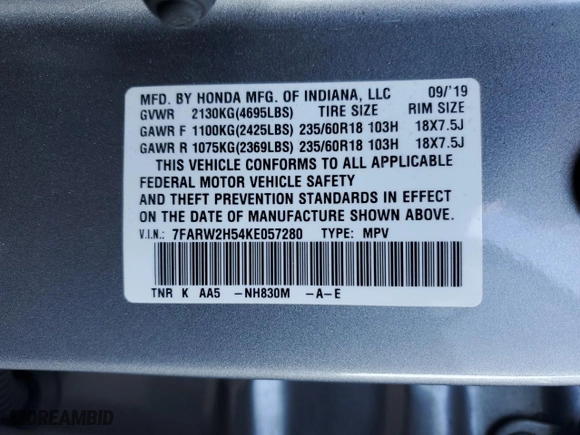 MFD. BY HONDA MFG. OF INDIANA, LLC 09/'19
GVWR 2130KG(4695LBS) TIRE SIZE RIM SIZE
GAWR F 1100KG(2425LBS) 235/60R18 103H 18X7.5J
GAWR R 1075KG(2369LBS) 235/60R18 103H 18X7.5J
THIS VEHICLE CONFORMS TO ALL APPLICABLE
FEDERAL MOTOR VEHICLE SAFETY
AND THEFT PREVENTION STANDARDS IN EFFECT
ON THE DATE OF MANUFACTURE SHOWN ABOVE.
V.I.N.: 7FARW2H54KE057280 TYPE: MPV
TNR K AA5 -NH830M -A-E
MOREAMBID